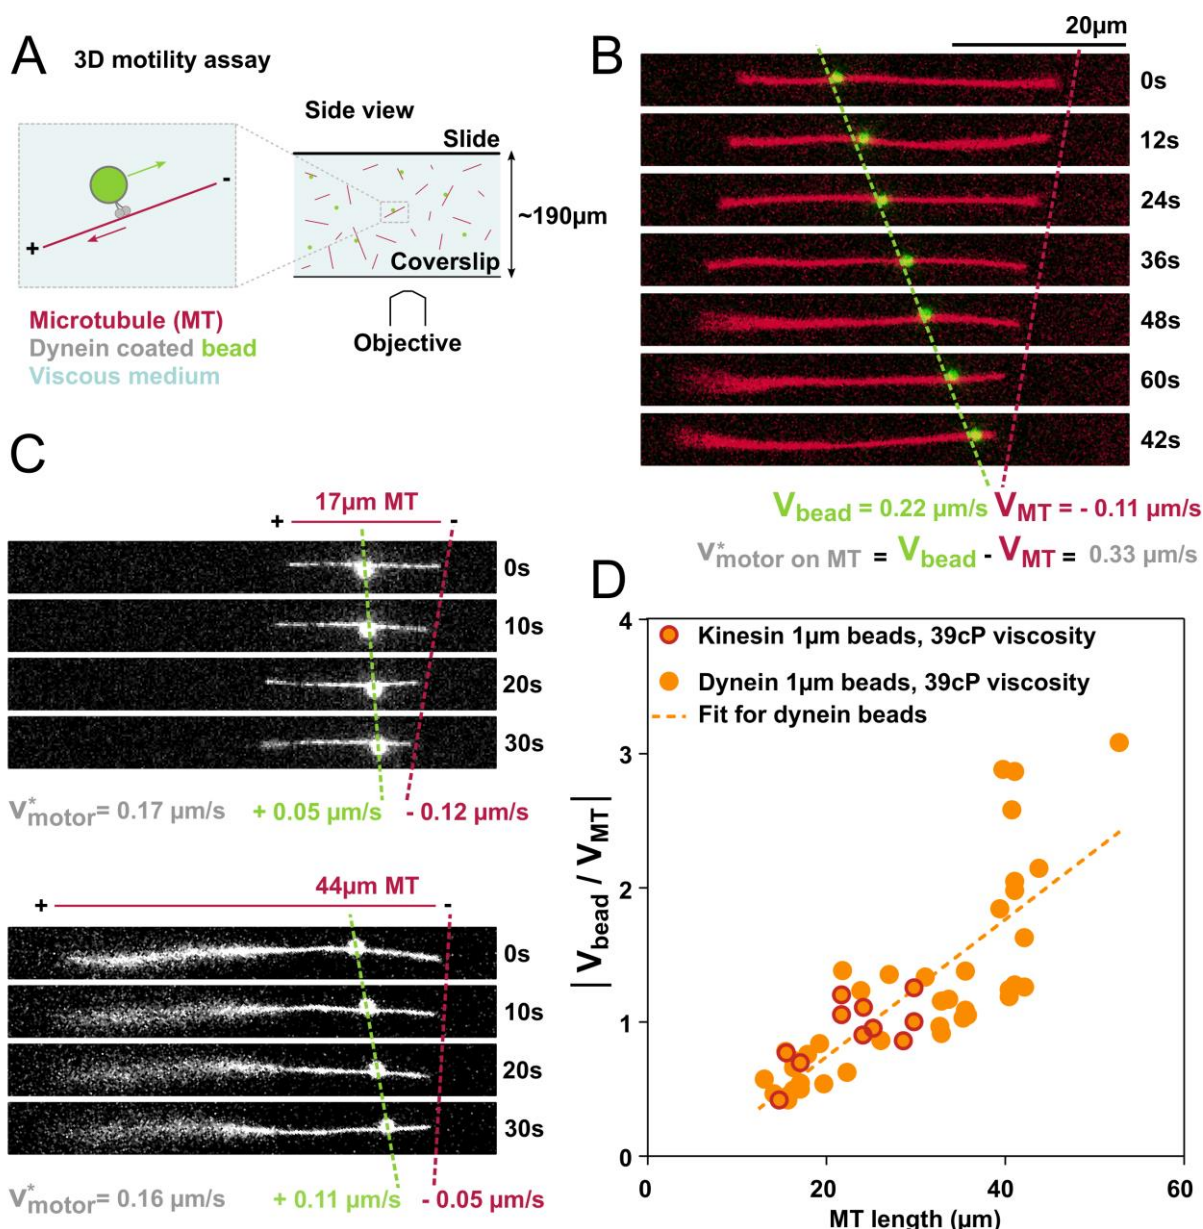 A
3D motility assay
Side view
Slide
-
+
~190µm
Coverslip
Objective
Microtubule (MT)
Dynein coated bead
Viscous medium
B
20µm
0s
12s
24s
36s
48s
60s
42s
Vbead = 0.22 µm/s VMT = - 0.11 µm/s
v*motor on MT = Vbead - VMT = 0.33 µm/s
C
17µm MT
+ -
0s
10s
20s
30s
v*motor = 0.17 µm/s + 0.05 µm/s - 0.12 µm/s
44µm MT
+ -
0s
10s
20s
30s
v*motor = 0.16 µm/s + 0.11 µm/s - 0.05 µm/s
D
Kinesin 1µm beads, 39cP viscosity
Dynein 1µm beads, 39cP viscosity
Fit for dynein beads
|Vbead / VMT|
4
3
2
1
0
0 20 40 60
MT length (µm)